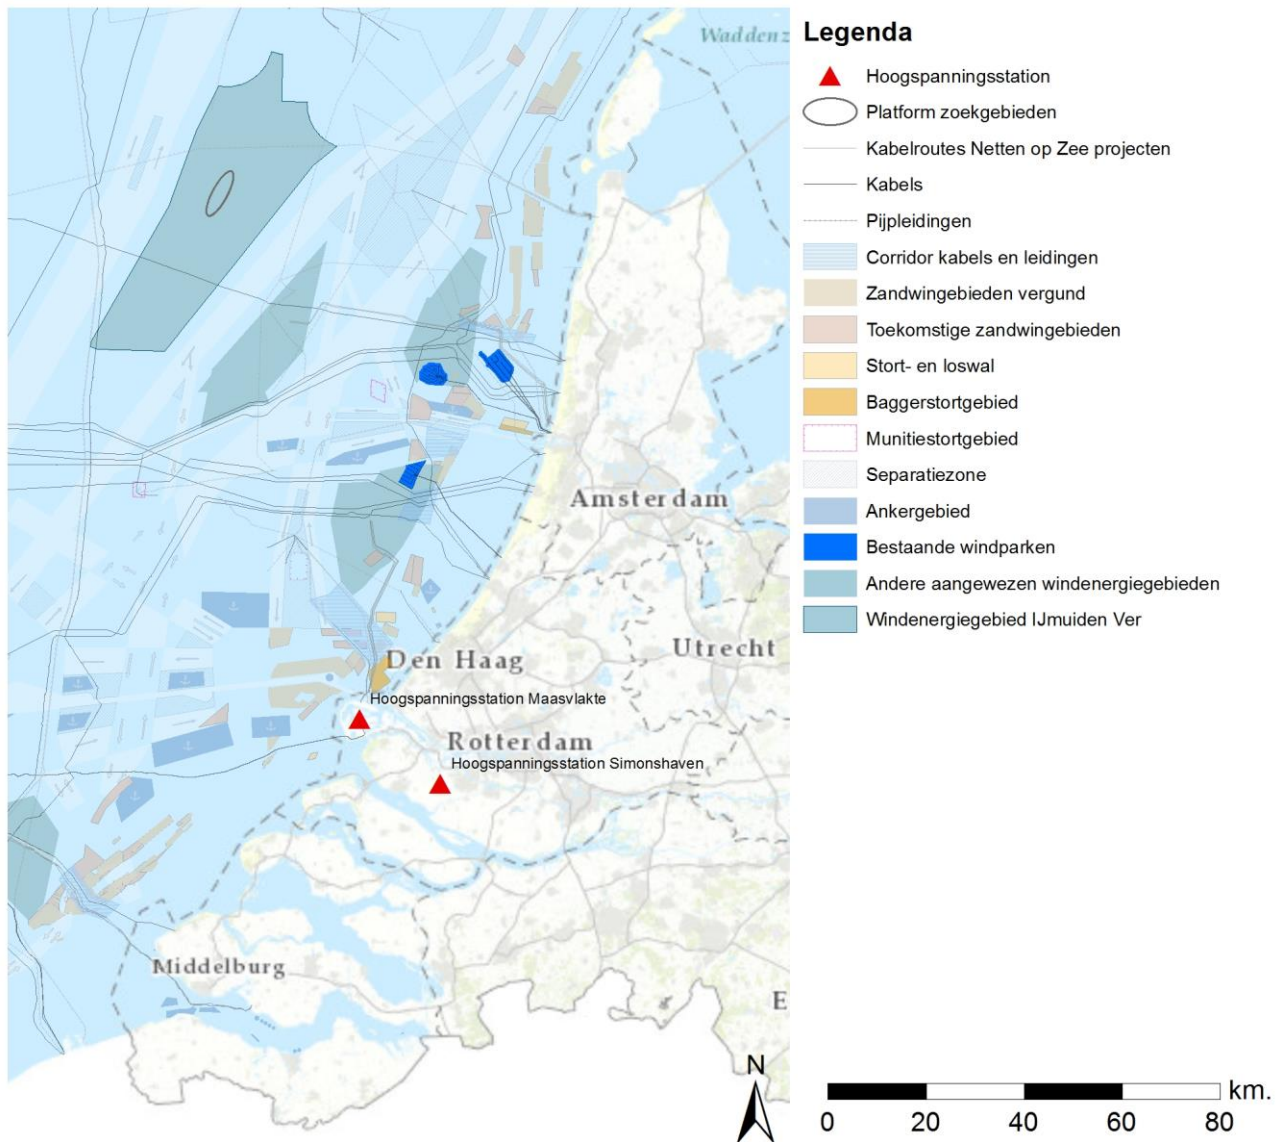 Waddenz
Amsterdam
Utrecht
Den Haag
Hoogspanningsstation Maasvlakte
Rotterdam
Hoogspanningsstation Simonshaven
Middelburg
E
Legenda
Hoogspanningsstation
Platform zoekgebieden
Kabelroutes Netten op Zee projecten
Kabels
Pijpleidingen
Corridor kabels en leidingen
Zandwingebieden vergund
Toekomstige zandwingebieden
Stort- en loswal
Baggerstortgebied
Munitiestortgebied
Separatiezone
Ankergebied
Bestaande windparken
Andere aangewezen windenergiegebieden
Windenergiegebied IJmuiden Ver
N
km.
0 20 40 60 80